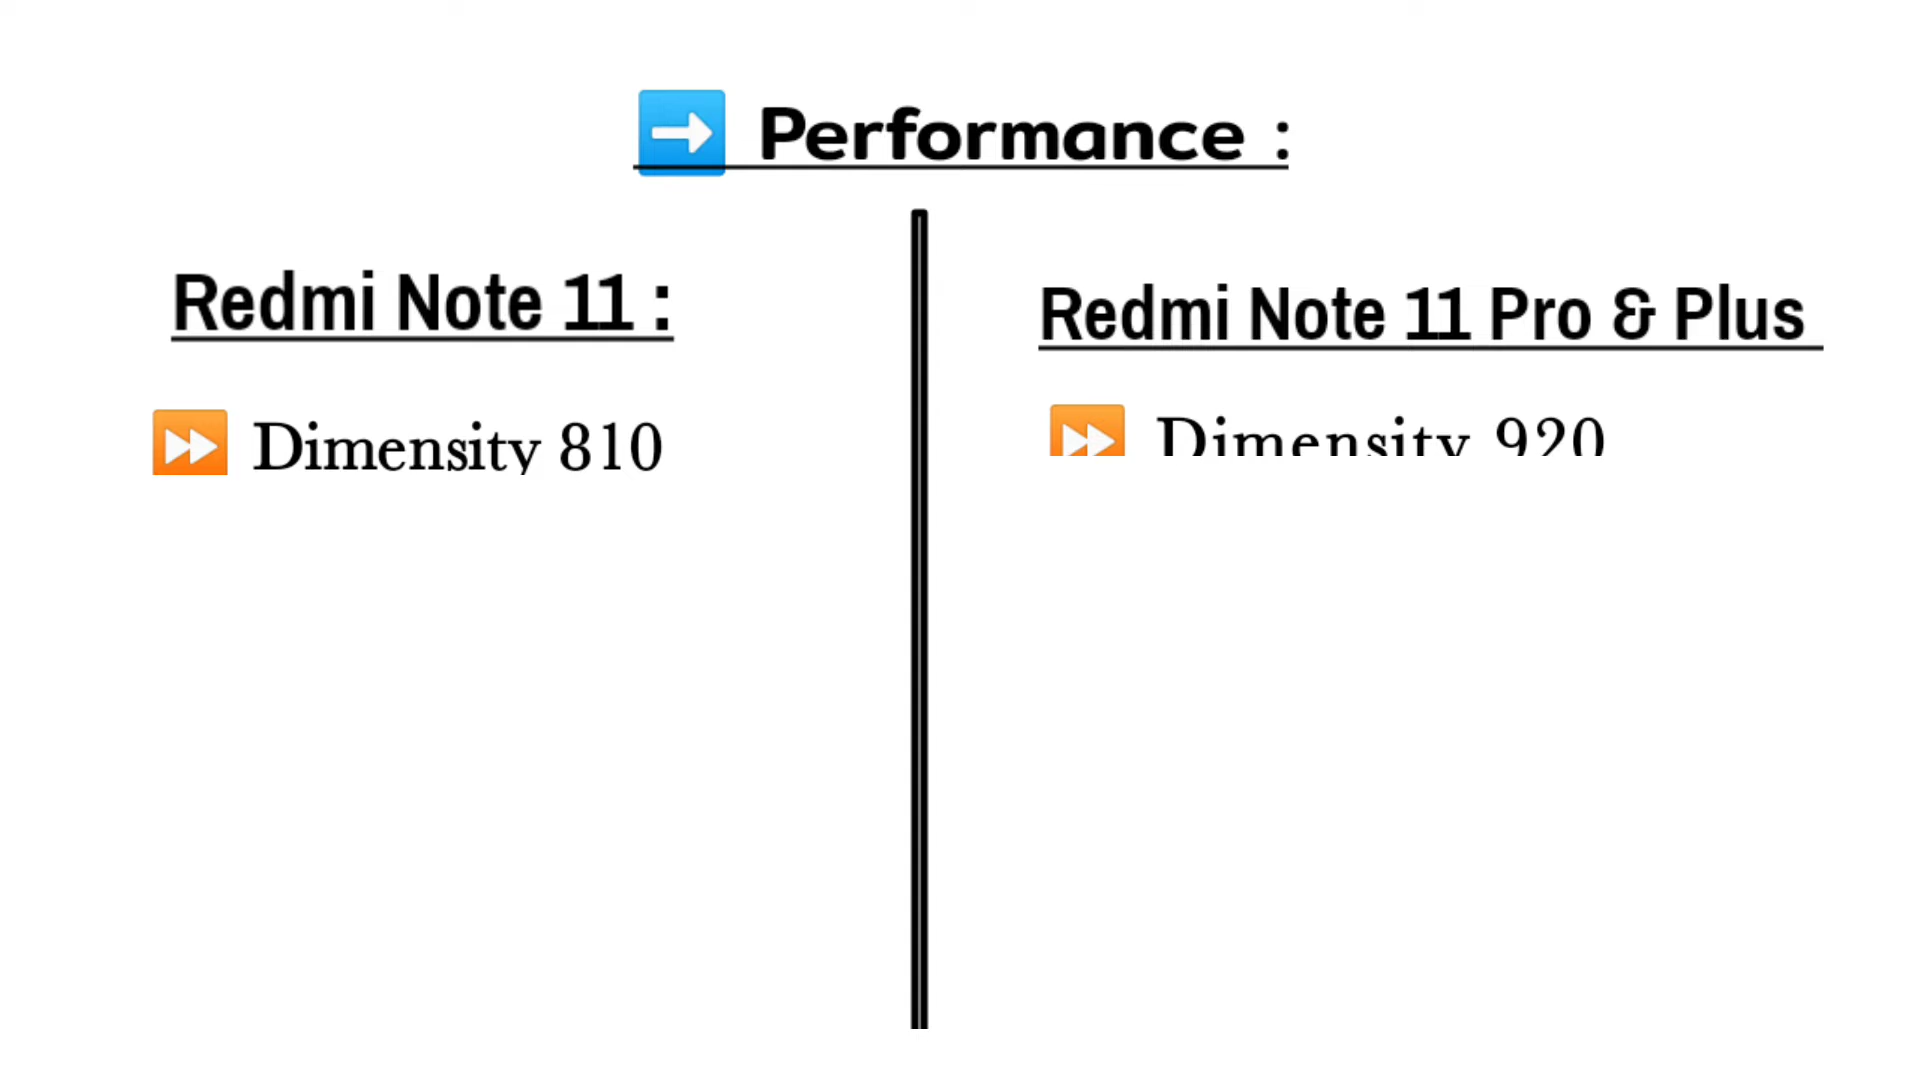 ➡️ Performance :
Redmi Note 11 :
⏩ Dimensity 810
Redmi Note 11 Pro & Plus
⏩ Dimensity 920